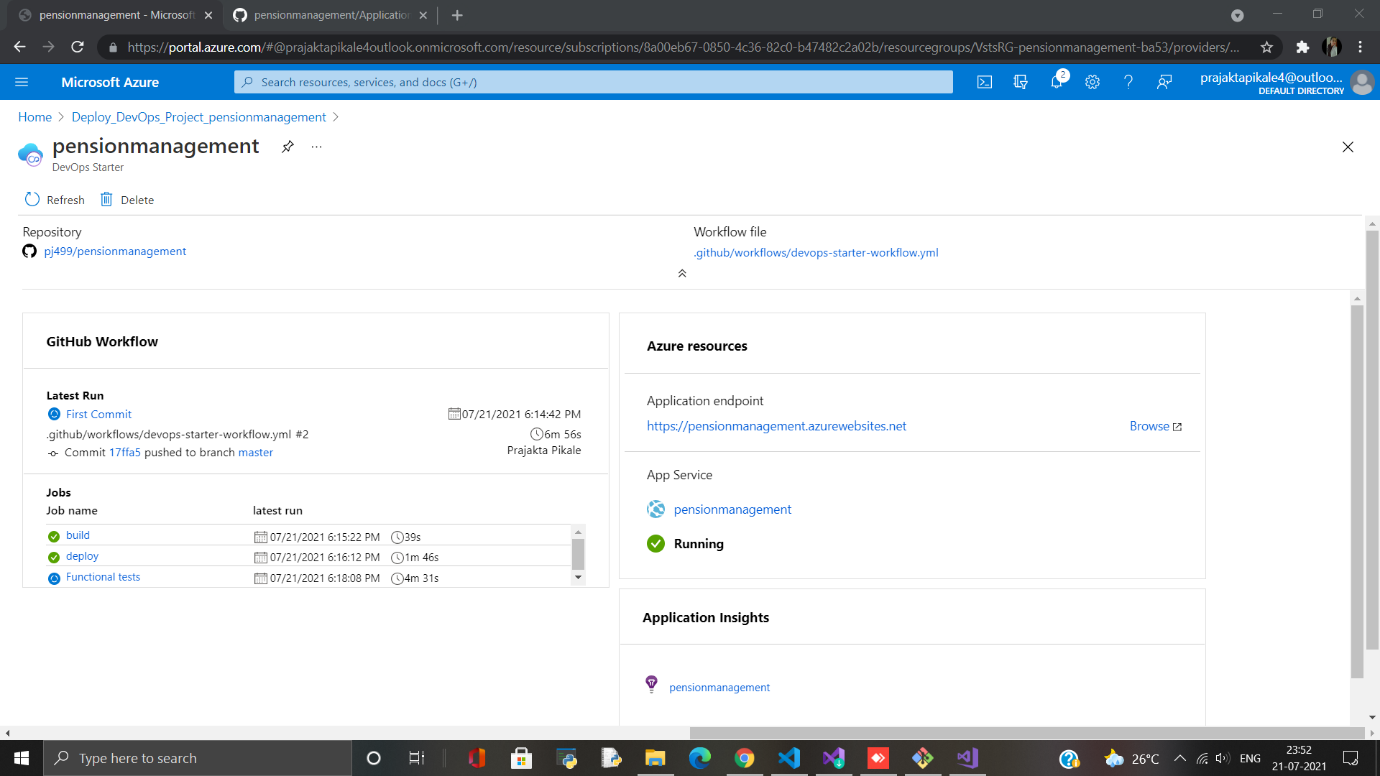 pensionmanagement - Microsoft
pensionmanagement/Application
https://portal.azure.com/#@prajaktapikale4outlook.onmicrosoft.com/resource/subscriptions/8a00eb67-0850-4c36-82c0-b47482c2a02b/resourcegroups/VstsRG-pensionmanagement-ba53/providers/...
Microsoft Azure
Search resources, services, and docs (G+/)
2
prajaktapikale4@outloo...
DEFAULT DIRECTORY
Home > Deploy_DevOps_Project_pensionmanagement >
pensionmanagement
...
DevOps Starter
Refresh
Delete
Repository
pj499/pensionmanagement
Workflow file
.github/workflows/devops-starter-workflow.yml
GitHub Workflow
Latest Run
First Commit
07/21/2021 6:14:42 PM
.github/workflows/devops-starter-workflow.yml #2
6m 56s
Commit 17ffa5 pushed to branch master
Prajakta Pikale
Jobs
Job name latest run
build 07/21/2021 6:15:22 PM 39s
deploy 07/21/2021 6:16:12 PM 1m 46s
Functional tests 07/21/2021 6:18:08 PM 4m 31s
Azure resources
Application endpoint
https://pensionmanagement.azurewebsites.net Browse
App Service
pensionmanagement
Running
Application Insights
pensionmanagement
Type here to search
26°C
ENG
23:52
21-07-2021